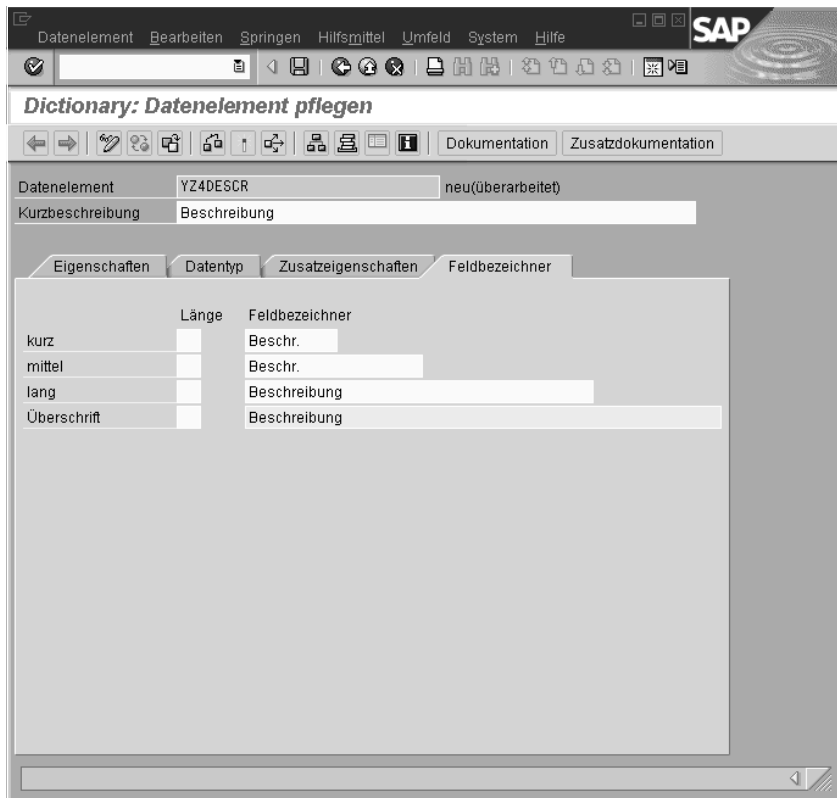 Datenelement Bearbeiten Springen Hilfsmittel Umfeld System Hilfe
SAP
Dictionary: Datenelement pflegen
Dokumentation Zusatzdokumentation
Datenelement YZ4DESCR neu(überarbeitet)
Kurzbeschreibung Beschreibung
Eigenschaften Datentyp Zusatzeigenschaften Feldbezeichner
Länge Feldbezeichner
kurz Beschr.
mittel Beschr.
lang Beschreibung
Überschrift Beschreibung